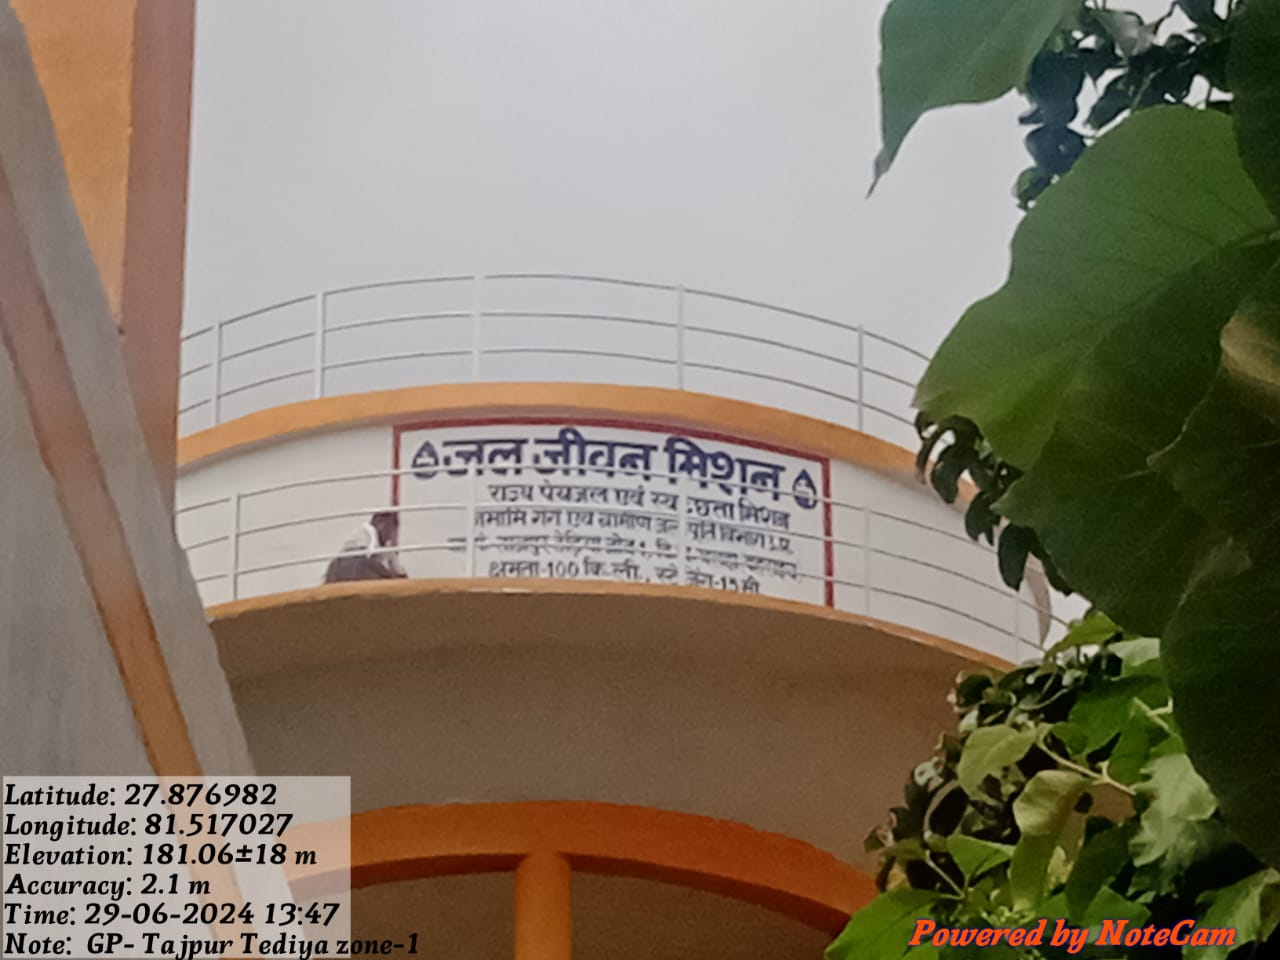 जल जीवन मिशन
राज्य पेयजल एवं स्वच्छता मिशन
नमामि गंगे एवं ग्रामीण जलापूर्ति विभाग उ.प्र.
क्षमता-100 कि.ली., स्टेजिंग-15 मी.
Latitude: 27.876982
Longitude: 81.517027
Elevation: 181.06±18 m
Accuracy: 2.1 m
Time: 29-06-2024 13:47
Note: GP- Tajpur Tediya zone-1
Powered by NoteCam